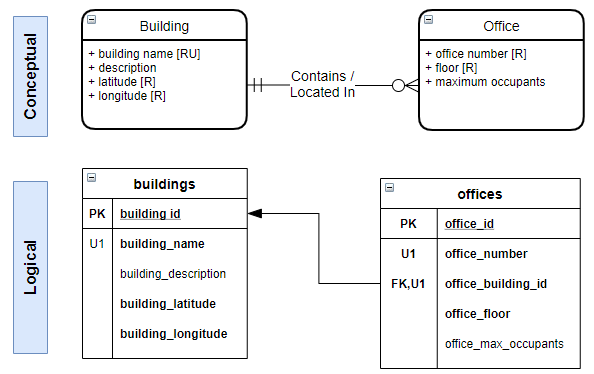 Conceptual
Building
+ building name [RU]
+ description
+ latitude [R]
+ longitude [R]
Contains /
Located In
Office
+ office number [R]
+ floor [R]
+ maximum occupants
Logical
buildings
PK building id
U1 building_name
building_description
building_latitude
building_longitude
offices
PK office_id
U1 office_number
FK,U1 office_building_id
office_floor
office_max_occupants